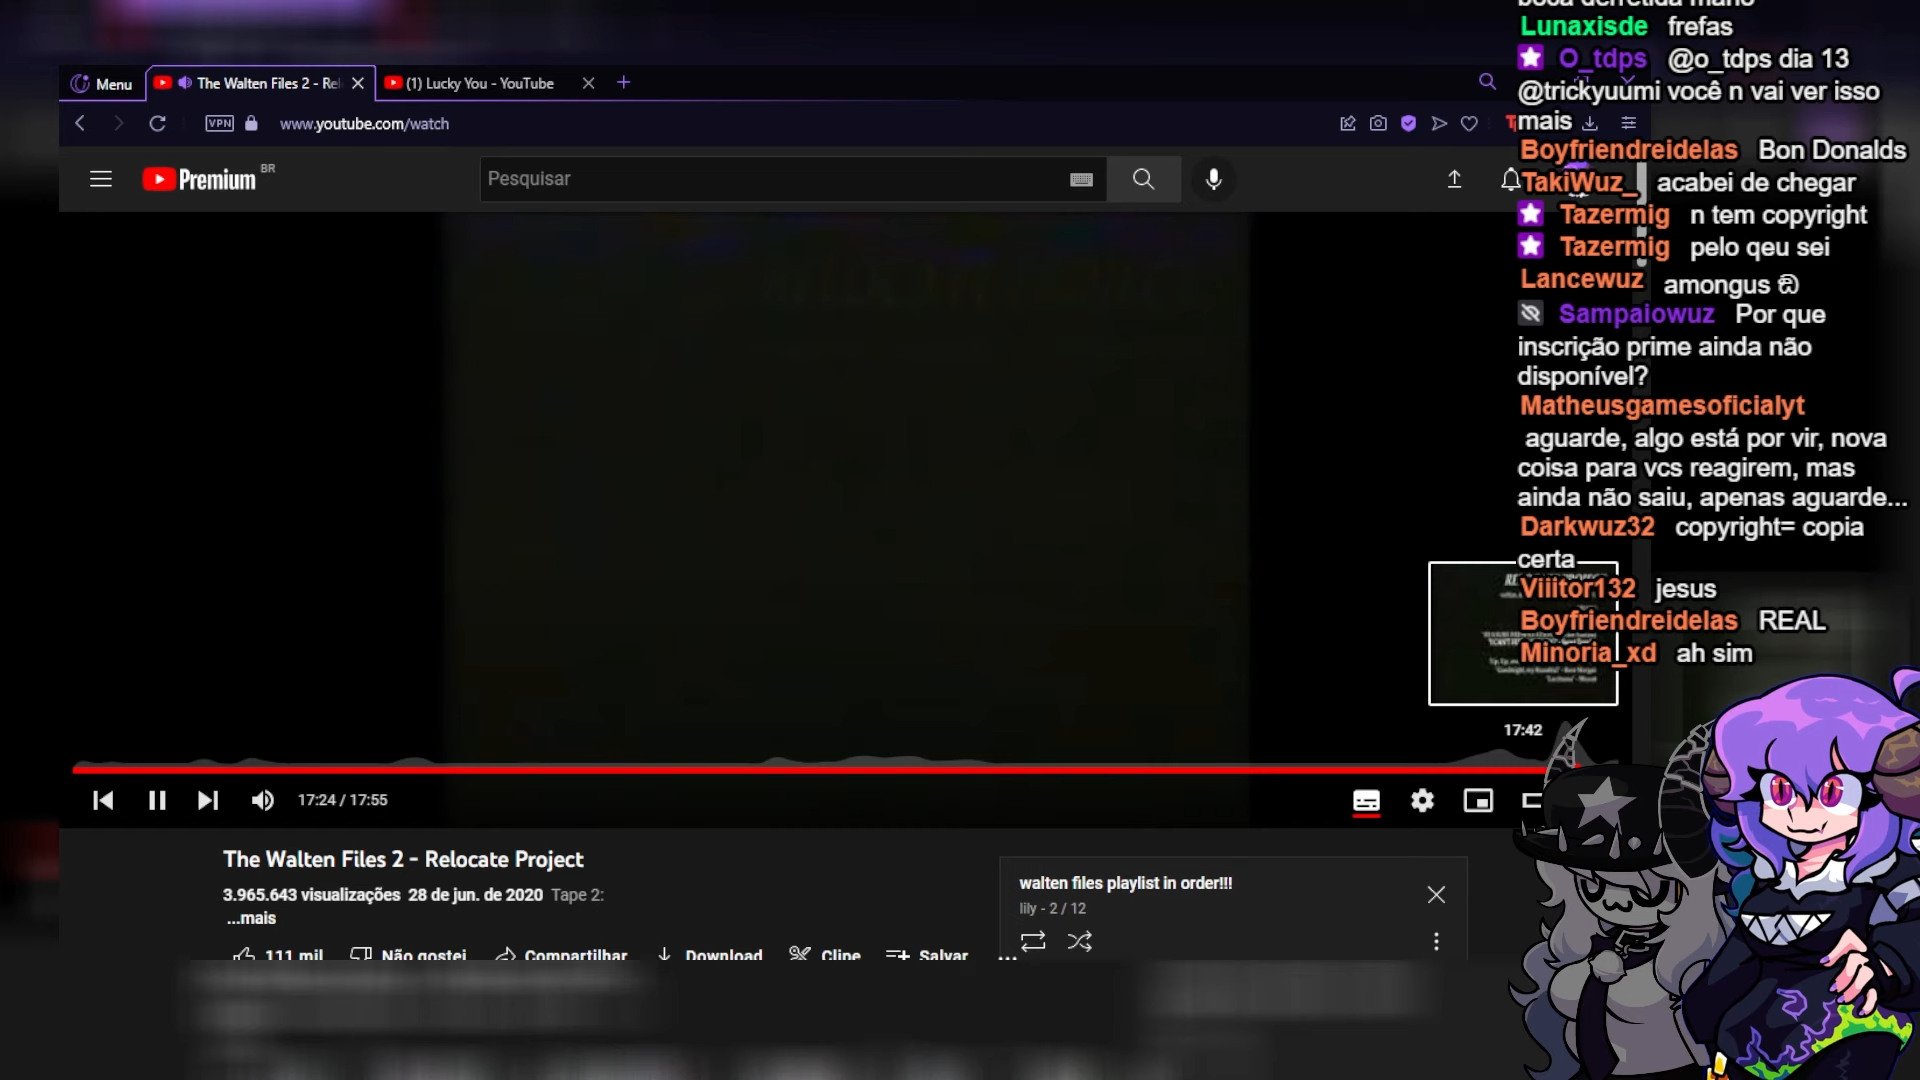 Menu
The Walten Files 2 - Re
(1) Lucky You - YouTube
VPN
www.youtube.com/watch
Premium BR
Pesquisar
Lunaxisde frefas
O_tdps @o_tdps dia 13
@trickyuumi você n vai ver isso
mais
Boyfriendreidelas Bon Donalds
TakiWuz_ acabei de chegar
Tazermig n tem copyright
Tazermig pelo qeu sei
Lancewuz amongus ඞ
Sampaiowuz Por que
inscrição prime ainda não
disponível?
Matheusgamesoficialyt
aguarde, algo está por vir, nova
coisa para vcs reagirem, mas
ainda não saiu, apenas aguarde...
Darkwuz32 copyright= copia
certa
Viiitor132 jesus
Boyfriendreidelas REAL
Minoria_xd ah sim
17:42
17:24 / 17:55
The Walten Files 2 - Relocate Project
3.965.643 visualizações 28 de jun. de 2020 Tape 2:
...mais
111 mil Não gostei Compartilhar Download Clipe Salvar ...
walten files playlist in order!!!
lily - 2 / 12